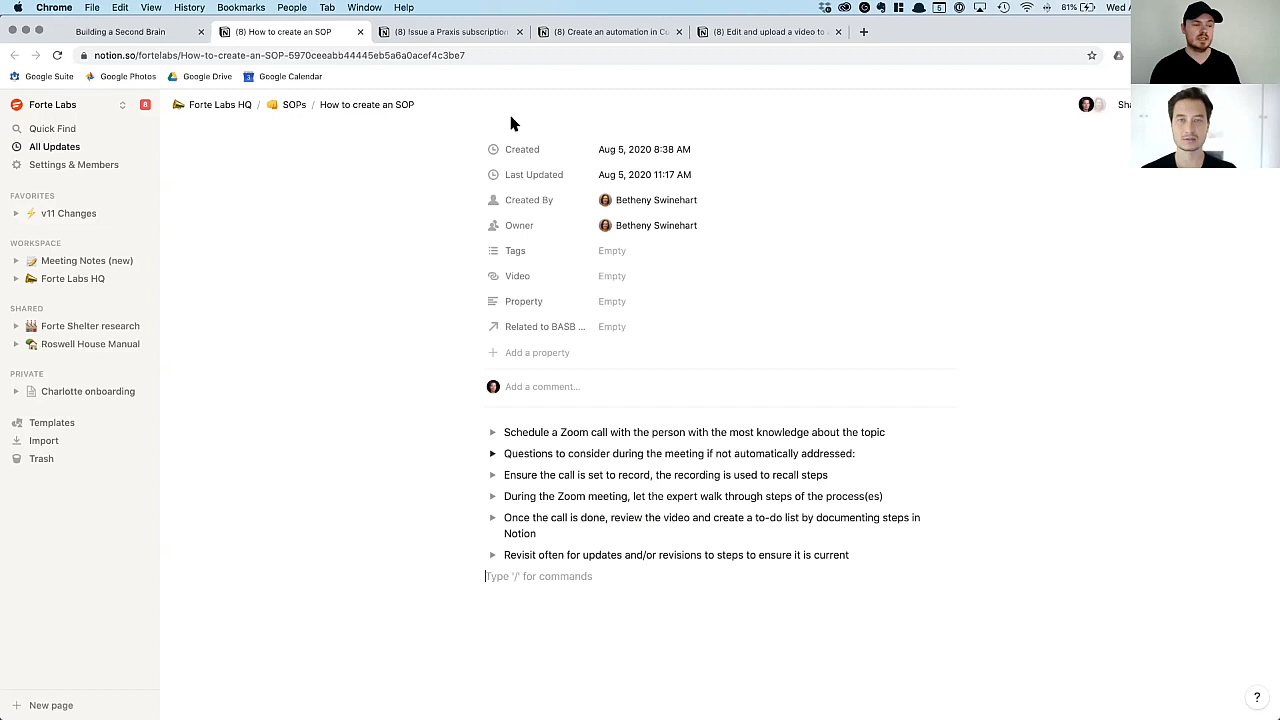 Chrome File Edit View History Bookmarks People Tab Window Help
5 81% Wed A
Building a Second Brain
(8) How to create an SOP
(8) Issue a Praxis subscripti
(8) Create an automation in C
(8) Edit and upload a video to
notion.so/fortelabs/How-to-create-an-SOP-5970ceeabb44445eb5a6a0acef4c3be7
Google Suite Google Photos Google Drive Google Calendar
Forte Labs 8
Forte Labs HQ / SOPs / How to create an SOP
Sha
Quick Find
All Updates
Settings & Members
FAVORITES
v11 Changes
WORKSPACE
Meeting Notes (new)
Forte Labs HQ
SHARED
Forte Shelter research
Roswell House Manual
PRIVATE
Charlotte onboarding
Templates
Import
Trash
New page
Created Aug 5, 2020 8:38 AM
Last Updated Aug 5, 2020 11:17 AM
Created By Betheny Swinehart
Owner Betheny Swinehart
Tags Empty
Video Empty
Property Empty
Related to BASB ... Empty
Add a property
Add a comment...
Schedule a Zoom call with the person with the most knowledge about the topic
Questions to consider during the meeting if not automatically addressed:
Ensure the call is set to record, the recording is used to recall steps
During the Zoom meeting, let the expert walk through steps of the process(es)
Once the call is done, review the video and create a to-do list by documenting steps in
Notion
Revisit often for updates and/or revisions to steps to ensure it is current
Type '/' for commands
?